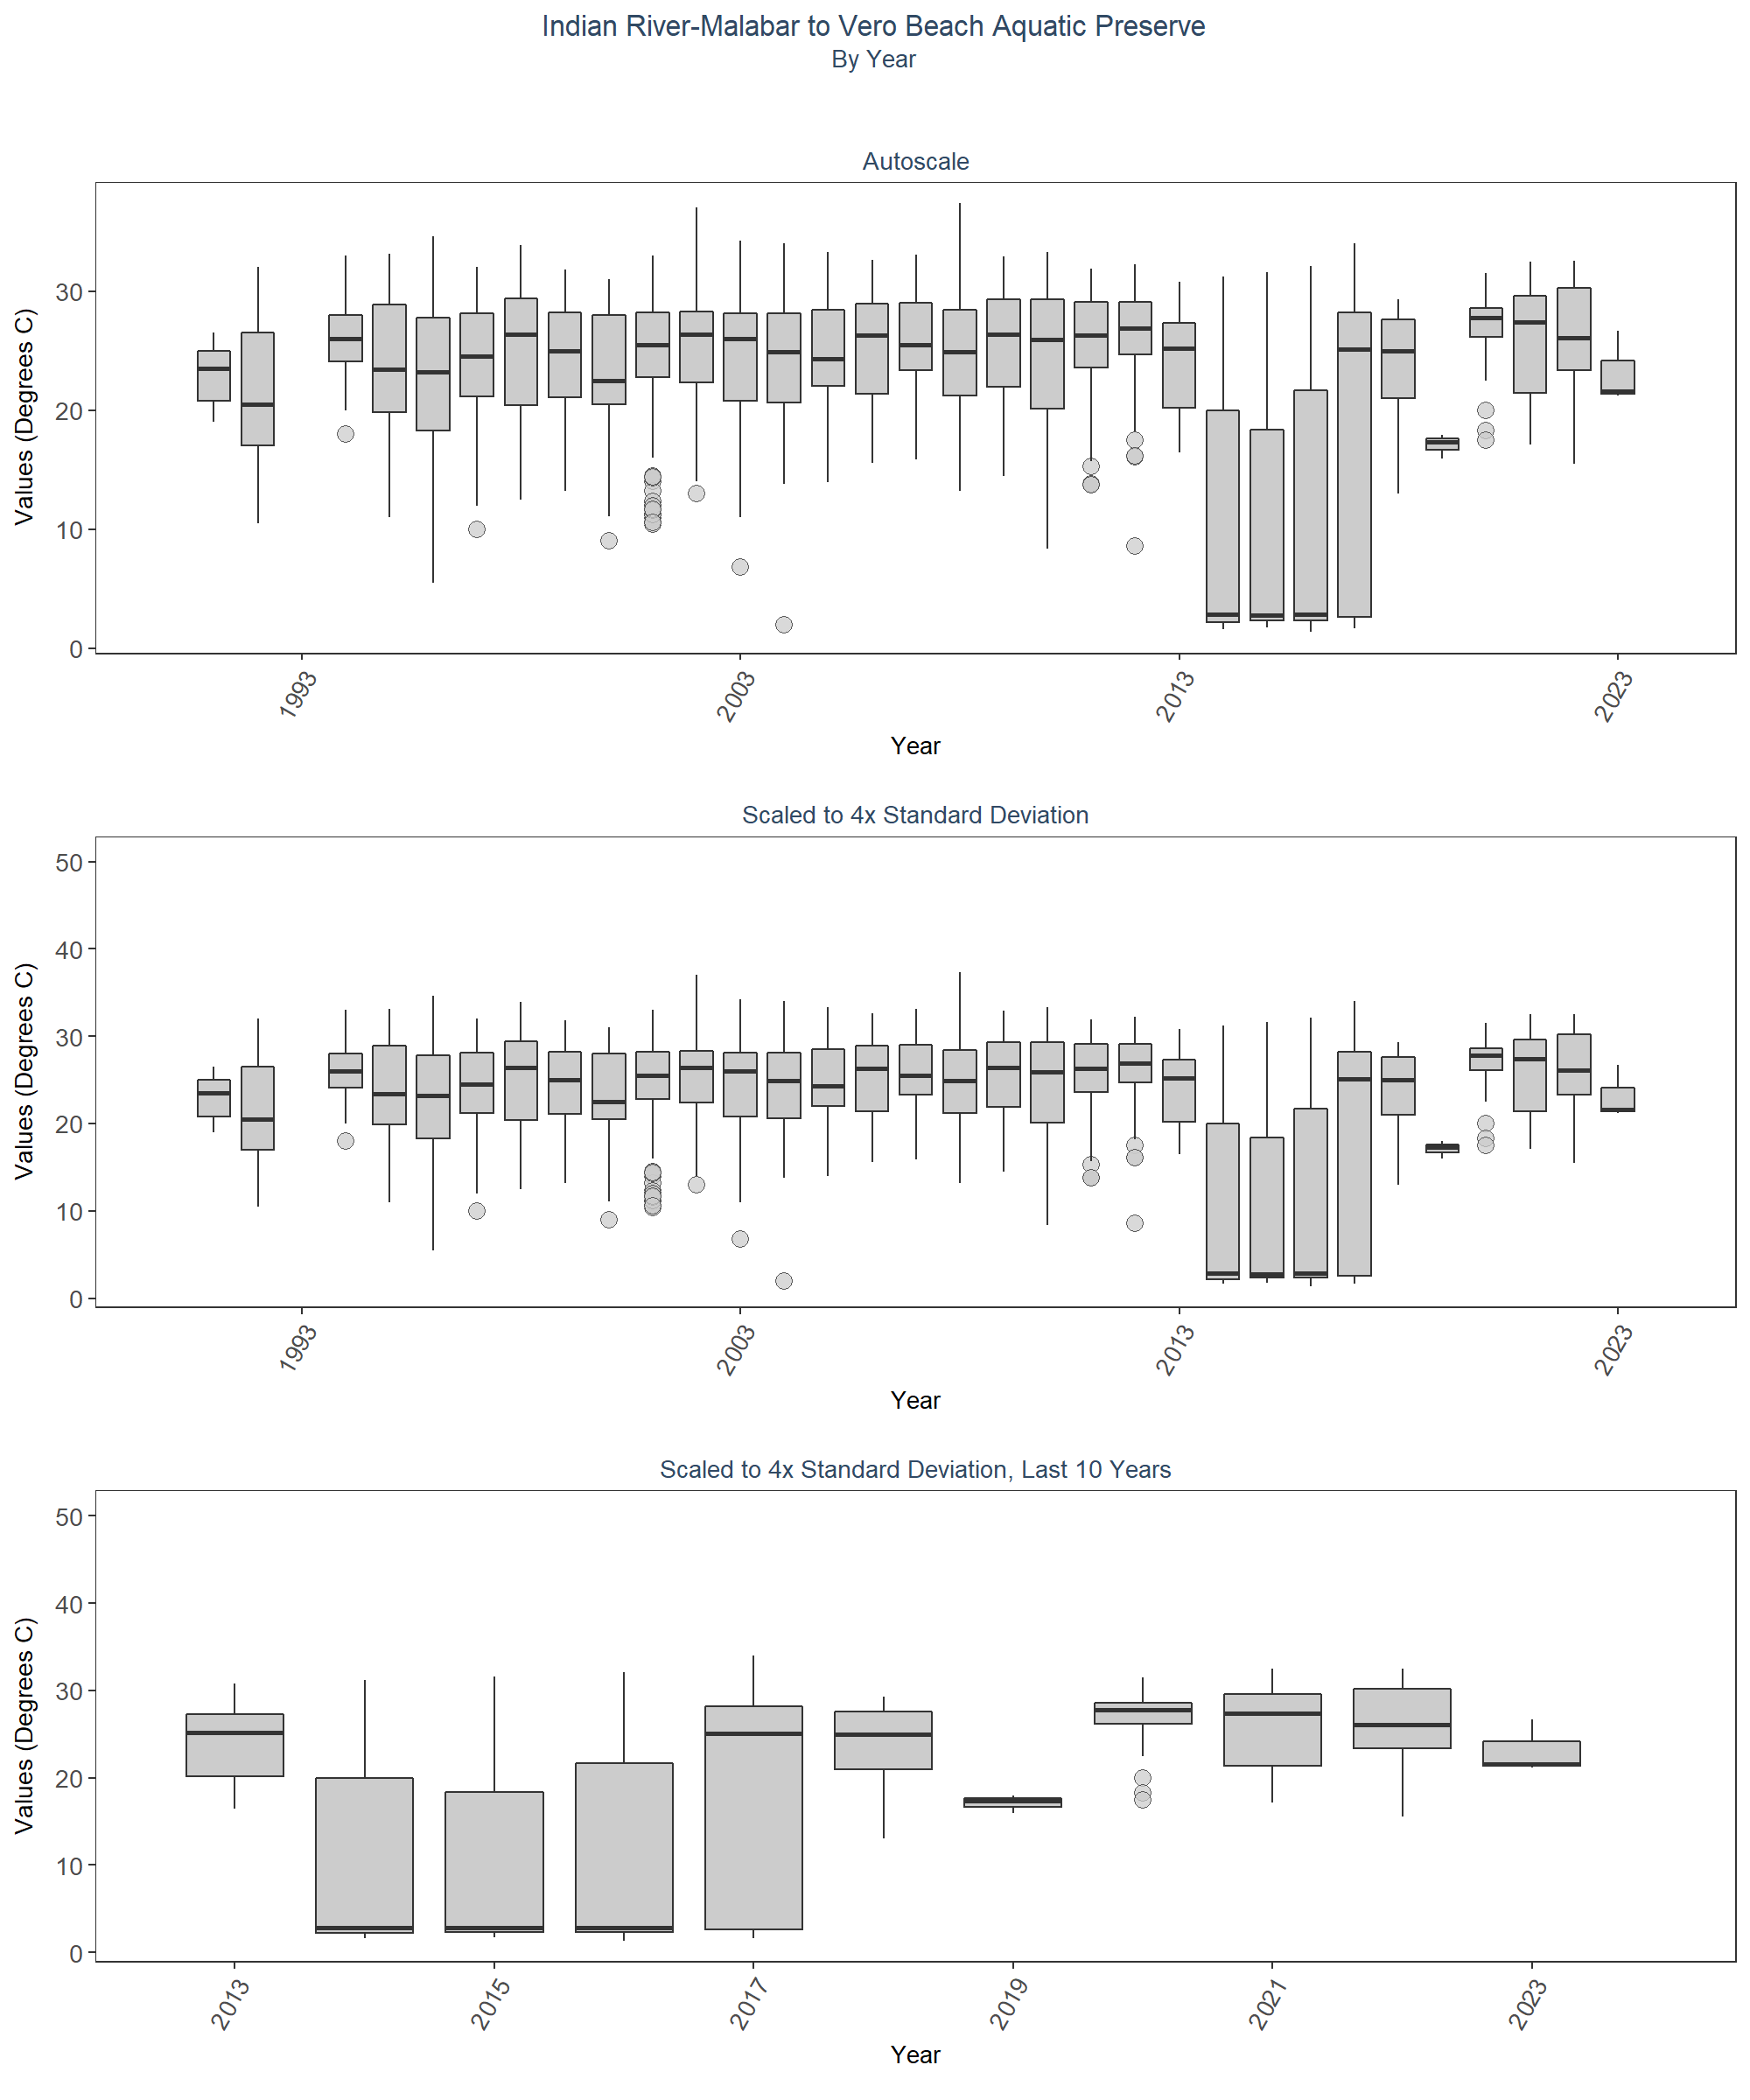 Indian River-Malabar to Vero Beach Aquatic Preserve
By Year
Autoscale
Values (Degrees C)
30
20
10
0
1993
2003
2013
2023
Year
Scaled to 4x Standard Deviation
Values (Degrees C)
50
40
30
20
10
0
1993
2003
2013
2023
Year
Scaled to 4x Standard Deviation, Last 10 Years
Values (Degrees C)
50
40
30
20
10
0
2013
2015
2017
2019
2021
2023
Year